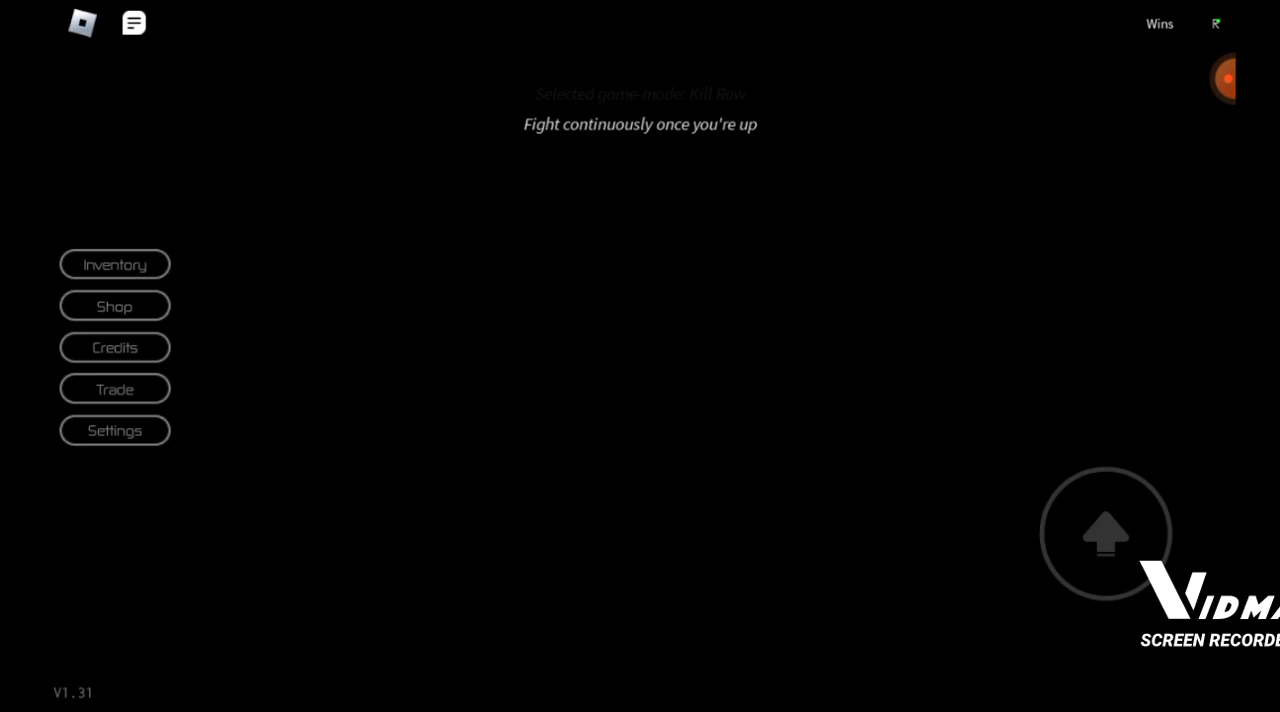 Wins
Selected game-mode: Kill Row
Fight continuously once you're up
Inventory
Shop
Credits
Trade
Settings
SCREEN RECORDE
V1.31